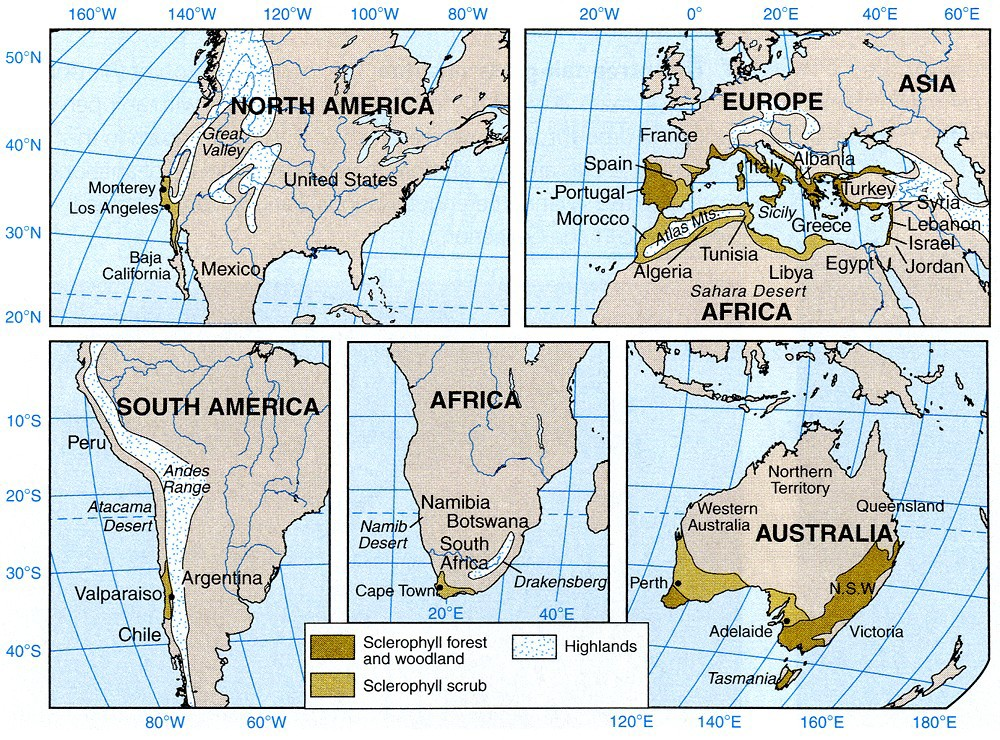 160°W 140°W 120°W 100°W 80°W
20°W 0° 20°E 40°E 60°E
50°N
40°N
30°N
20°N
NORTH AMERICA
Great
Valley
United States
Monterey
Los Angeles
Baja
California
Mexico
EUROPE
ASIA
France
Spain
Portugal
Morocco
Italy
Albania
Turkey
Syria
Sicily
Greece
Lebanon
Israel
Jordan
Atlas Mts.
Algeria
Tunisia
Libya
Egypt
Sahara Desert
AFRICA
10°S
20°S
30°S
40°S
SOUTH AMERICA
Peru
Andes
Range
Atacama
Desert
Valparaiso
Argentina
Chile
80°W 60°W
AFRICA
Namibia
Botswana
Namib
Desert
South
Africa
Cape Town
Drakensberg
20°E 40°E
Northern
Territory
Western
Australia
Queensland
AUSTRALIA
Perth
N.S.W
Adelaide
Victoria
Tasmania
120°E 140°E 160°E 180°E
Sclerophyll forest
and woodland
Sclerophyll scrub
Highlands